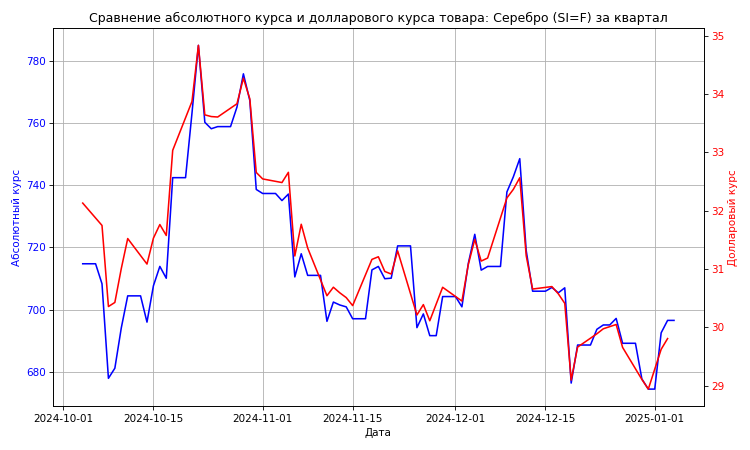 Сравнение абсолютного курса и долларового курса товара: Серебро (SI=F) за квартал
Абсолютный курс
780
760
740
720
700
680
35
34
33
32
31
30
29
Долларовый курс
2024-10-01 2024-10-15 2024-11-01 2024-11-15 2024-12-01 2024-12-15 2025-01-01
Дата